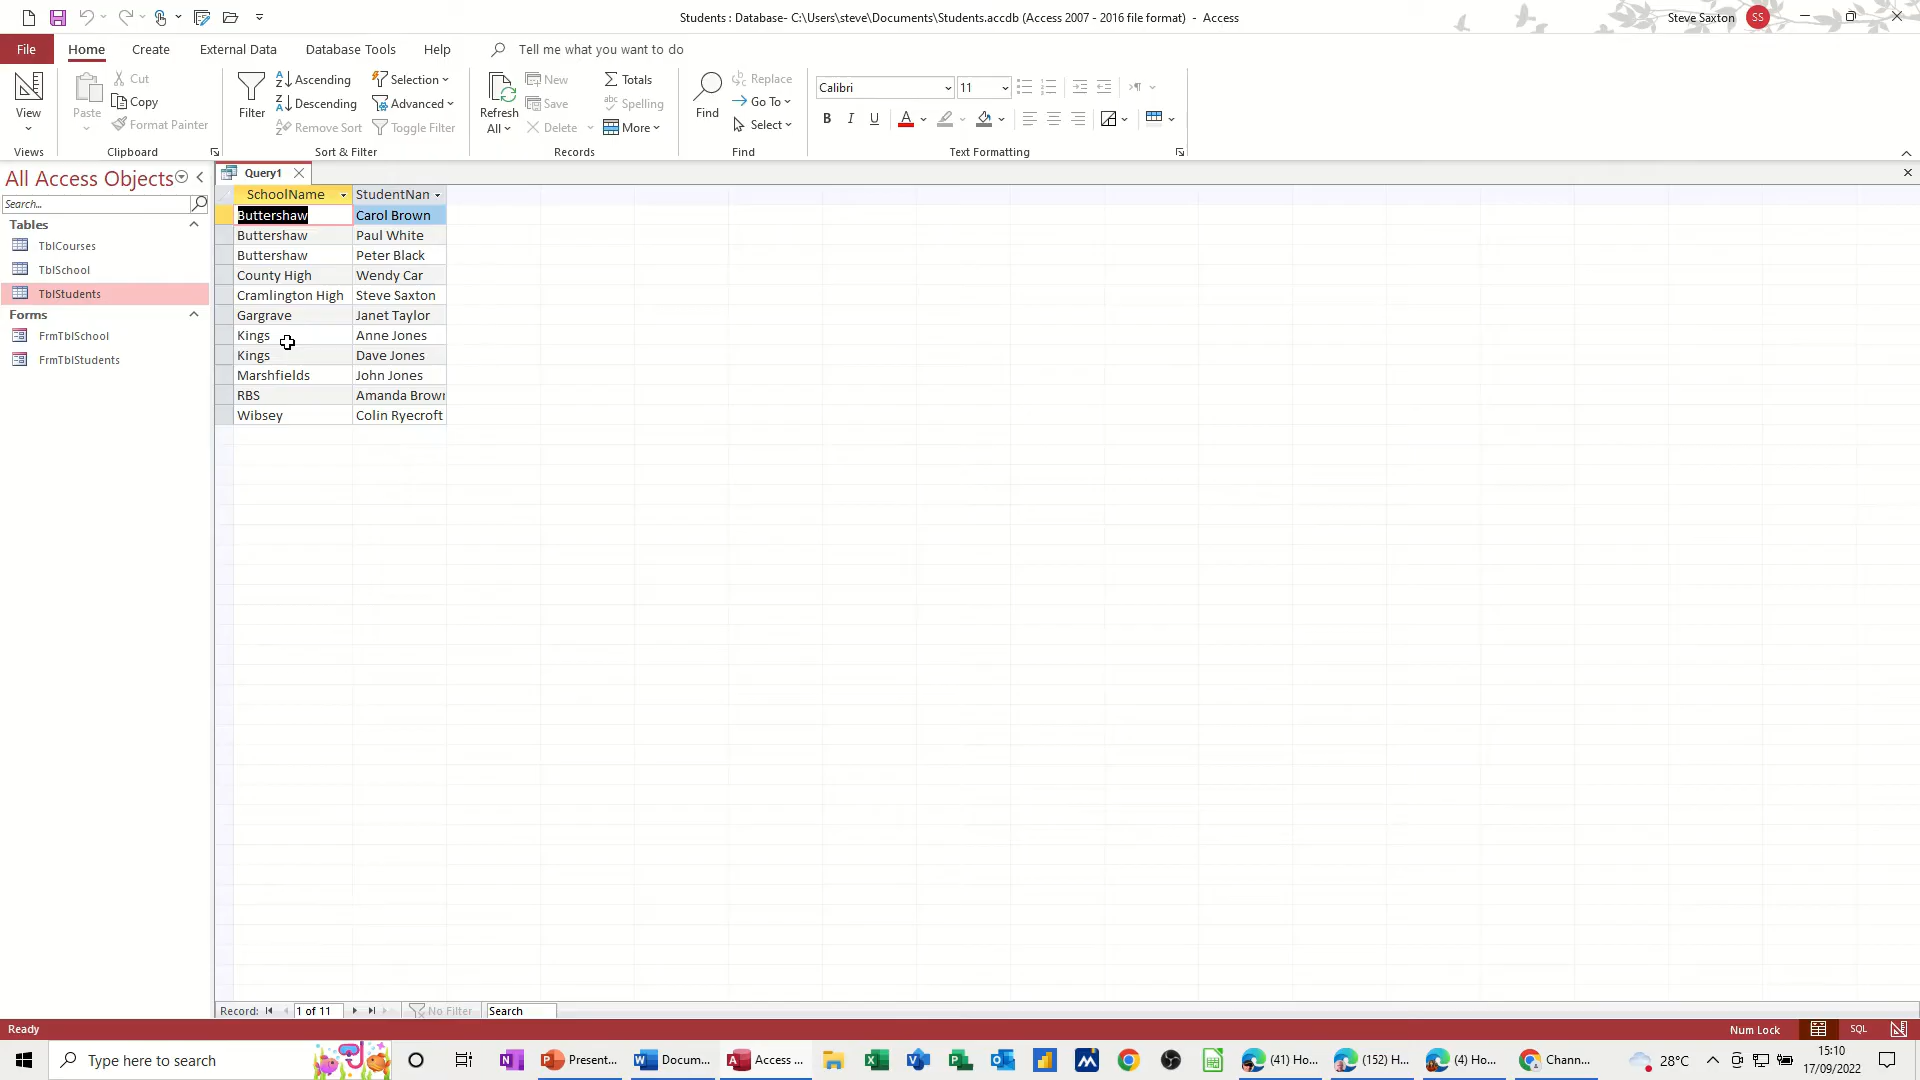 Students : Database- C:\Users\steve\Documents\Students.accdb (Access 2007 - 2016 file format) - Access
Steve Saxton
SS
File
Home
Create
External Data
Database Tools
Help
Tell me what you want to do
View
Views
Paste
Cut
Copy
Format Painter
Clipboard
Filter
Ascending
Descending
Remove Sort
Selection
Advanced
Toggle Filter
Sort & Filter
Refresh
All
New
Save
Delete
Totals
Spelling
More
Records
Find
Replace
Go To
Select
Find
Calibri
11
B I U
Text Formatting
All Access Objects
Search...
Tables
TblCourses
TblSchool
TblStudents
Forms
FrmTblSchool
FrmTblStudents
Query1
SchoolName StudentNan
Buttershaw Carol Brown
Buttershaw Paul White
Buttershaw Peter Black
County High Wendy Car
Cramlington High Steve Saxton
Gargrave Janet Taylor
Kings Anne Jones
Kings Dave Jones
Marshfields John Jones
RBS Amanda Brown
Wibsey Colin Ryecroft
Record: 1 of 11 No Filter Search
Ready
Num Lock
SQL
Type here to search
Present...
Docum...
Access ...
(41) Ho...
(152) H...
(4) Ho...
Chann...
28°C
15:10
17/09/2022